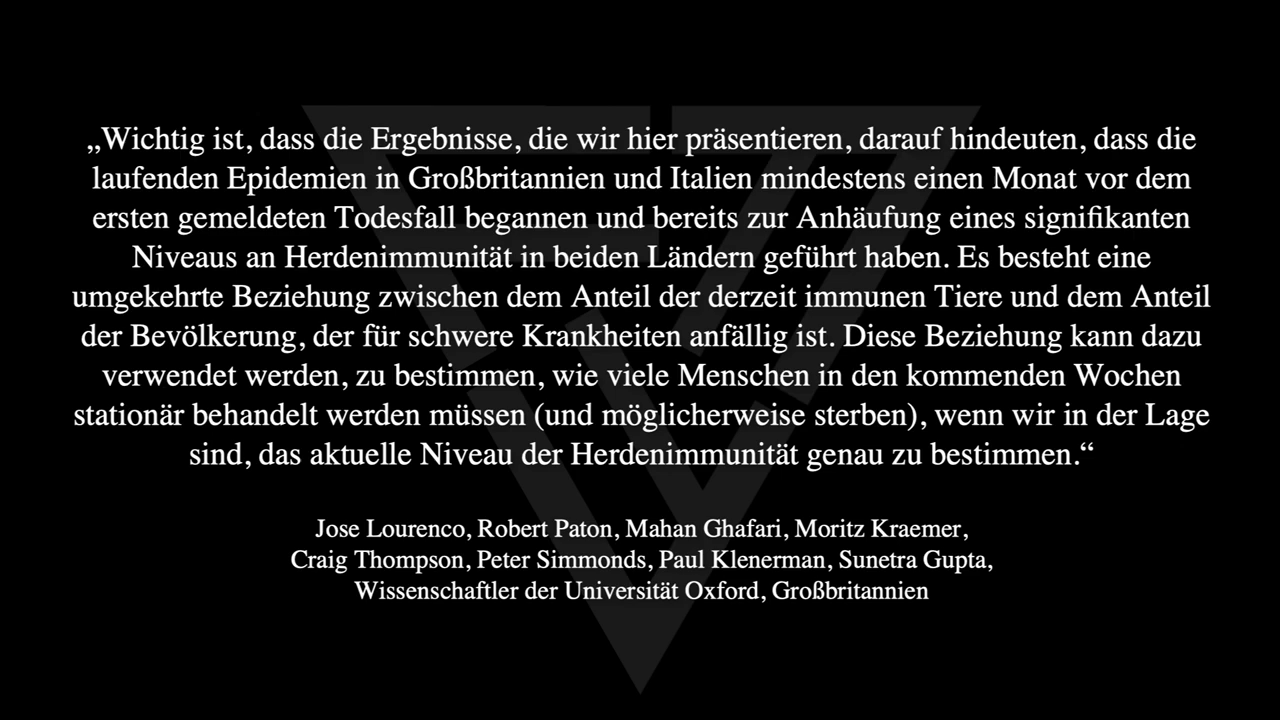 „Wichtig ist, dass die Ergebnisse, die wir hier präsentieren, darauf hindeuten, dass die
laufenden Epidemien in Großbritannien und Italien mindestens einen Monat vor dem
ersten gemeldeten Todesfall begannen und bereits zur Anhäufung eines signifikanten
Niveaus an Herdenimmunität in beiden Ländern geführt haben. Es besteht eine
umgekehrte Beziehung zwischen dem Anteil der derzeit immunen Tiere und dem Anteil
der Bevölkerung, der für schwere Krankheiten anfällig ist. Diese Beziehung kann dazu
verwendet werden, zu bestimmen, wie viele Menschen in den kommenden Wochen
stationär behandelt werden müssen (und möglicherweise sterben), wenn wir in der Lage
sind, das aktuelle Niveau der Herdenimmunität genau zu bestimmen.“
Jose Lourenco, Robert Paton, Mahan Ghafari, Moritz Kraemer,
Craig Thompson, Peter Simmonds, Paul Klenerman, Sunetra Gupta,
Wissenschaftler der Universität Oxford, Großbritannien